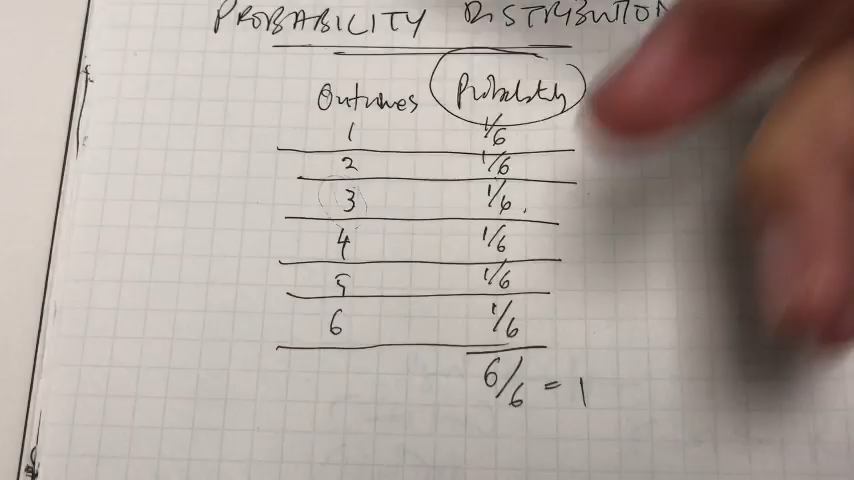 PROBABILITY DISTRIBUTION
Outcomes Probability
1 1/6
2 1/6
3 1/6.
4 1/6
5 1/6
6 1/6
6/6 = 1